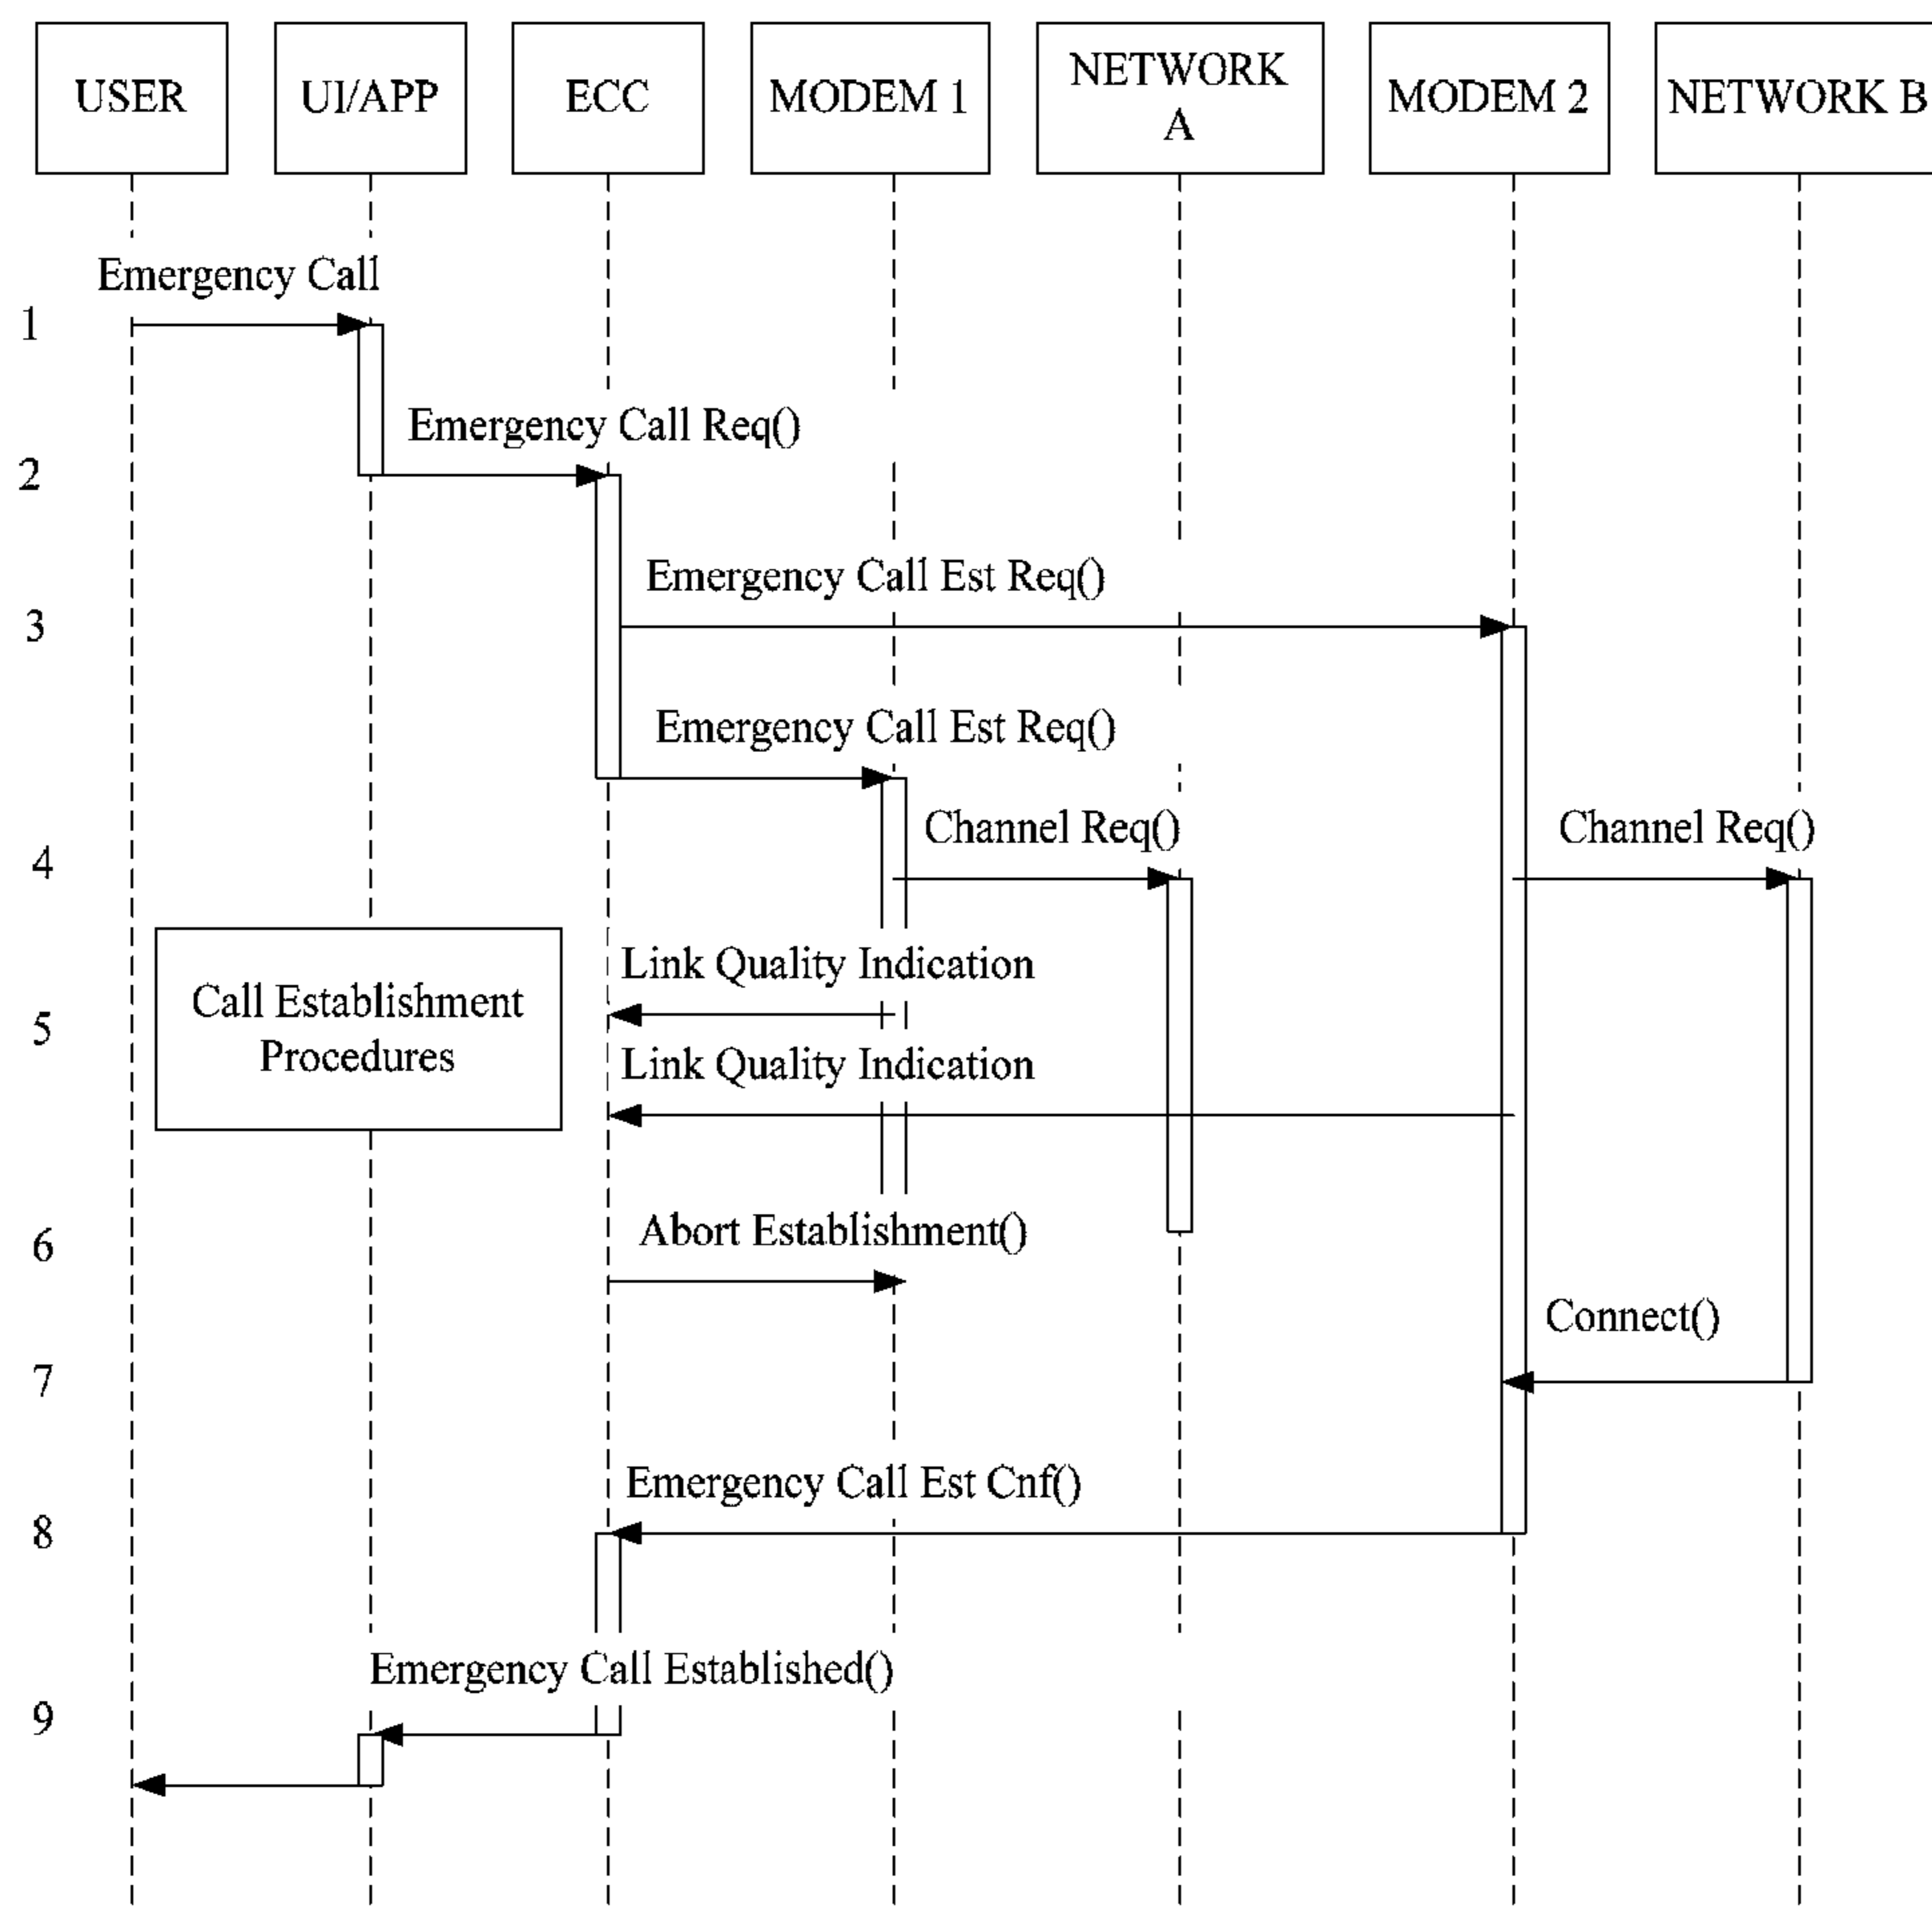 USER
UI/APP
ECC
MODEM 1
NETWORK
A
MODEM 2
NETWORK B
Emergency Call
1
Emergency Call Req()
2
Emergency Call Est Req()
3
Emergency Call Est Req()
Channel Req()
Channel Req()
4
Link Quality Indication
Call Establishment
Procedures
5
Link Quality Indication
Abort Establishment()
6
Connect()
7
Emergency Call Est Cnf()
8
Emergency Call Established()
9